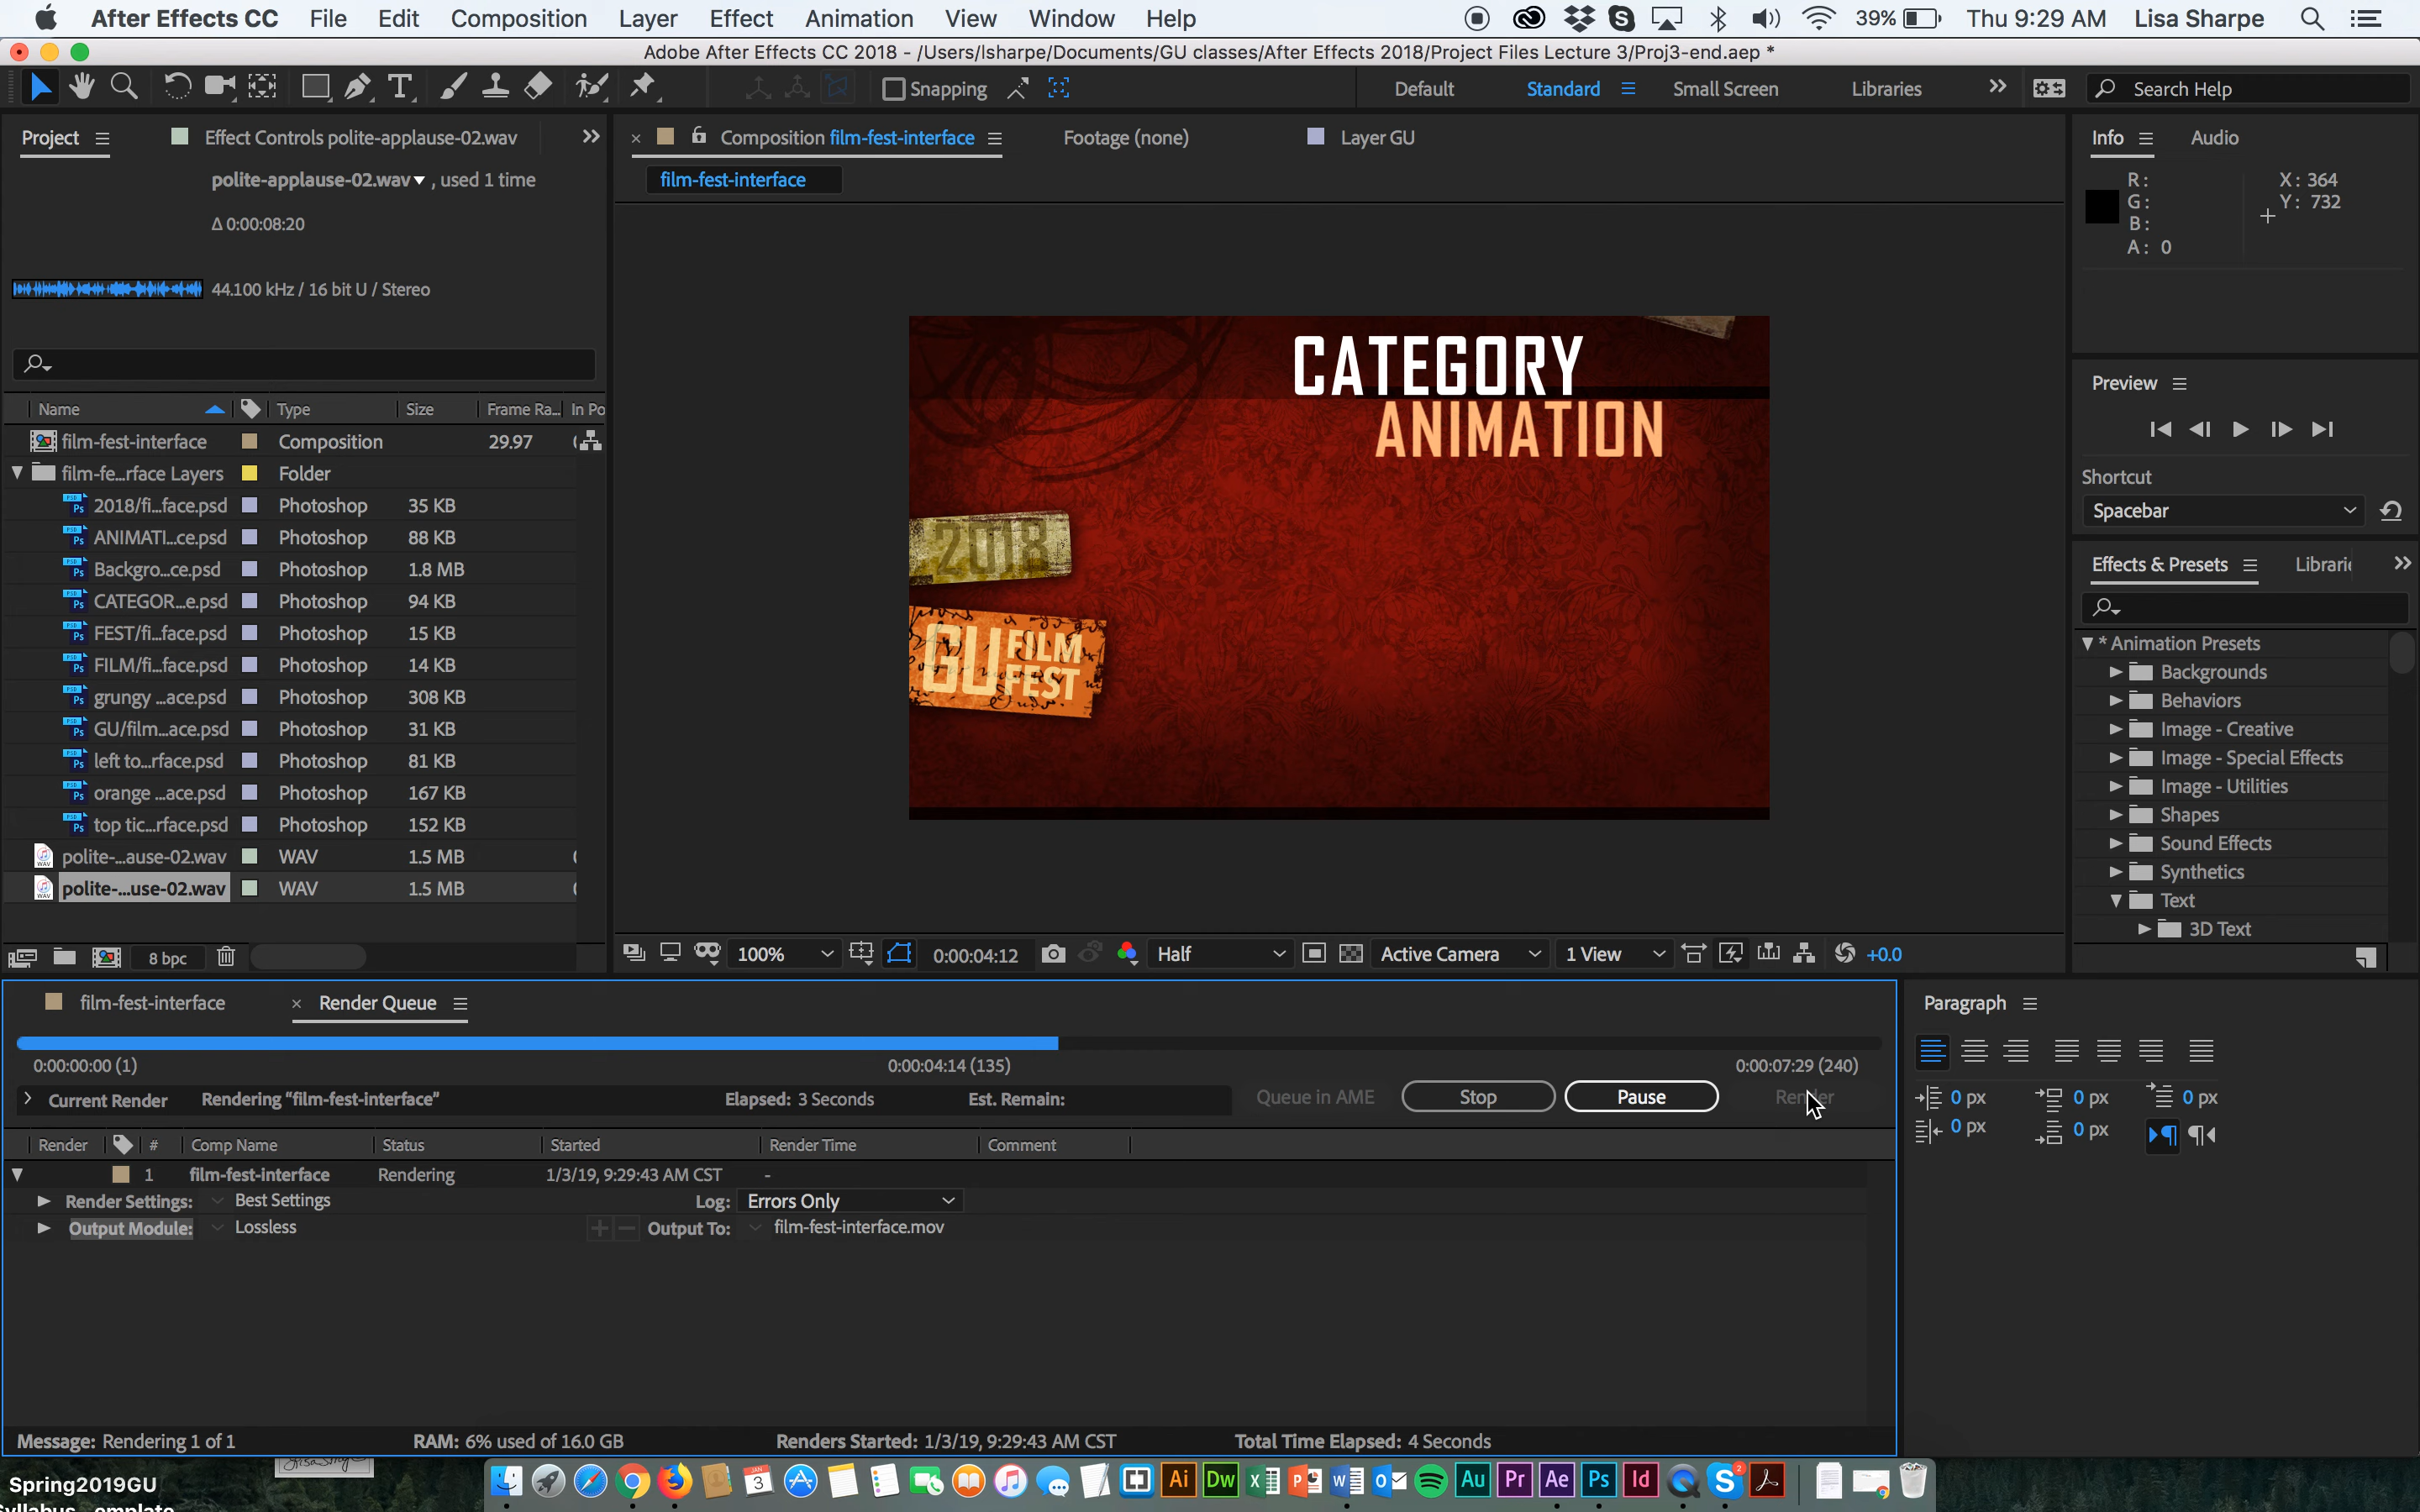 After Effects CC File Edit Composition Layer Effect Animation View Window Help 39% Thu 9:29 AM Lisa Sharpe
Adobe After Effects CC 2018 - /Users/lsharpe/Documents/GU classes/After Effects 2018/Project Files Lecture 3/Proj3-end.aep *
Snapping Default Standard Small Screen Libraries Search Help
Project Effect Controls polite-applause-02.wav Composition film-fest-interface Footage (none) Layer GU Info Audio
polite-applause-02.wav , used 1 time film-fest-interface
Δ 0:00:08:20
44.100 kHz / 16 bit U / Stereo
R:
G:
B:
A: 0
X: 364
Y: 732
Name Type Size Frame Ra... In Po
film-fest-interface Composition 29.97
film-fe...rface Layers Folder
2018/fi...face.psd Photoshop 35 KB
ANIMATI...ce.psd Photoshop 88 KB
Backgro...ce.psd Photoshop 1.8 MB
CATEGOR...e.psd Photoshop 94 KB
FEST/fi...face.psd Photoshop 15 KB
FILM/fi...face.psd Photoshop 14 KB
grungy ...ace.psd Photoshop 308 KB
GU/film...ace.psd Photoshop 31 KB
left to...rface.psd Photoshop 81 KB
orange ...ace.psd Photoshop 167 KB
top tic...rface.psd Photoshop 152 KB
polite-...ause-02.wav WAV 1.5 MB
polite-...use-02.wav WAV 1.5 MB
8 bpc
CATEGORY
ANIMATION
2018
GU FILM
FEST
100% 0:00:04:12 Half Active Camera 1 View +0.0
Preview
Shortcut
Spacebar
Effects & Presets Librari
* Animation Presets
Backgrounds
Behaviors
Image - Creative
Image - Special Effects
Image - Utilities
Shapes
Sound Effects
Synthetics
Text
3D Text
film-fest-interface Render Queue
0:00:00:00 (1) 0:00:04:14 (135) 0:00:07:29 (240)
Current Render Rendering "film-fest-interface" Elapsed: 3 Seconds Est. Remain: Queue in AME Stop Pause Render
Render # Comp Name Status Started Render Time Comment
1 film-fest-interface Rendering 1/3/19, 9:29:43 AM CST -
Render Settings: Best Settings Log: Errors Only
Output Module: Lossless Output To: film-fest-interface.mov
Message: Rendering 1 of 1 RAM: 6% used of 16.0 GB Renders Started: 1/3/19, 9:29:43 AM CST Total Time Elapsed: 4 Seconds
Paragraph
0 px 0 px 0 px
0 px 0 px
Spring2019GU
JAN
3
Ai Dw Au Pr Ae Ps Id
2